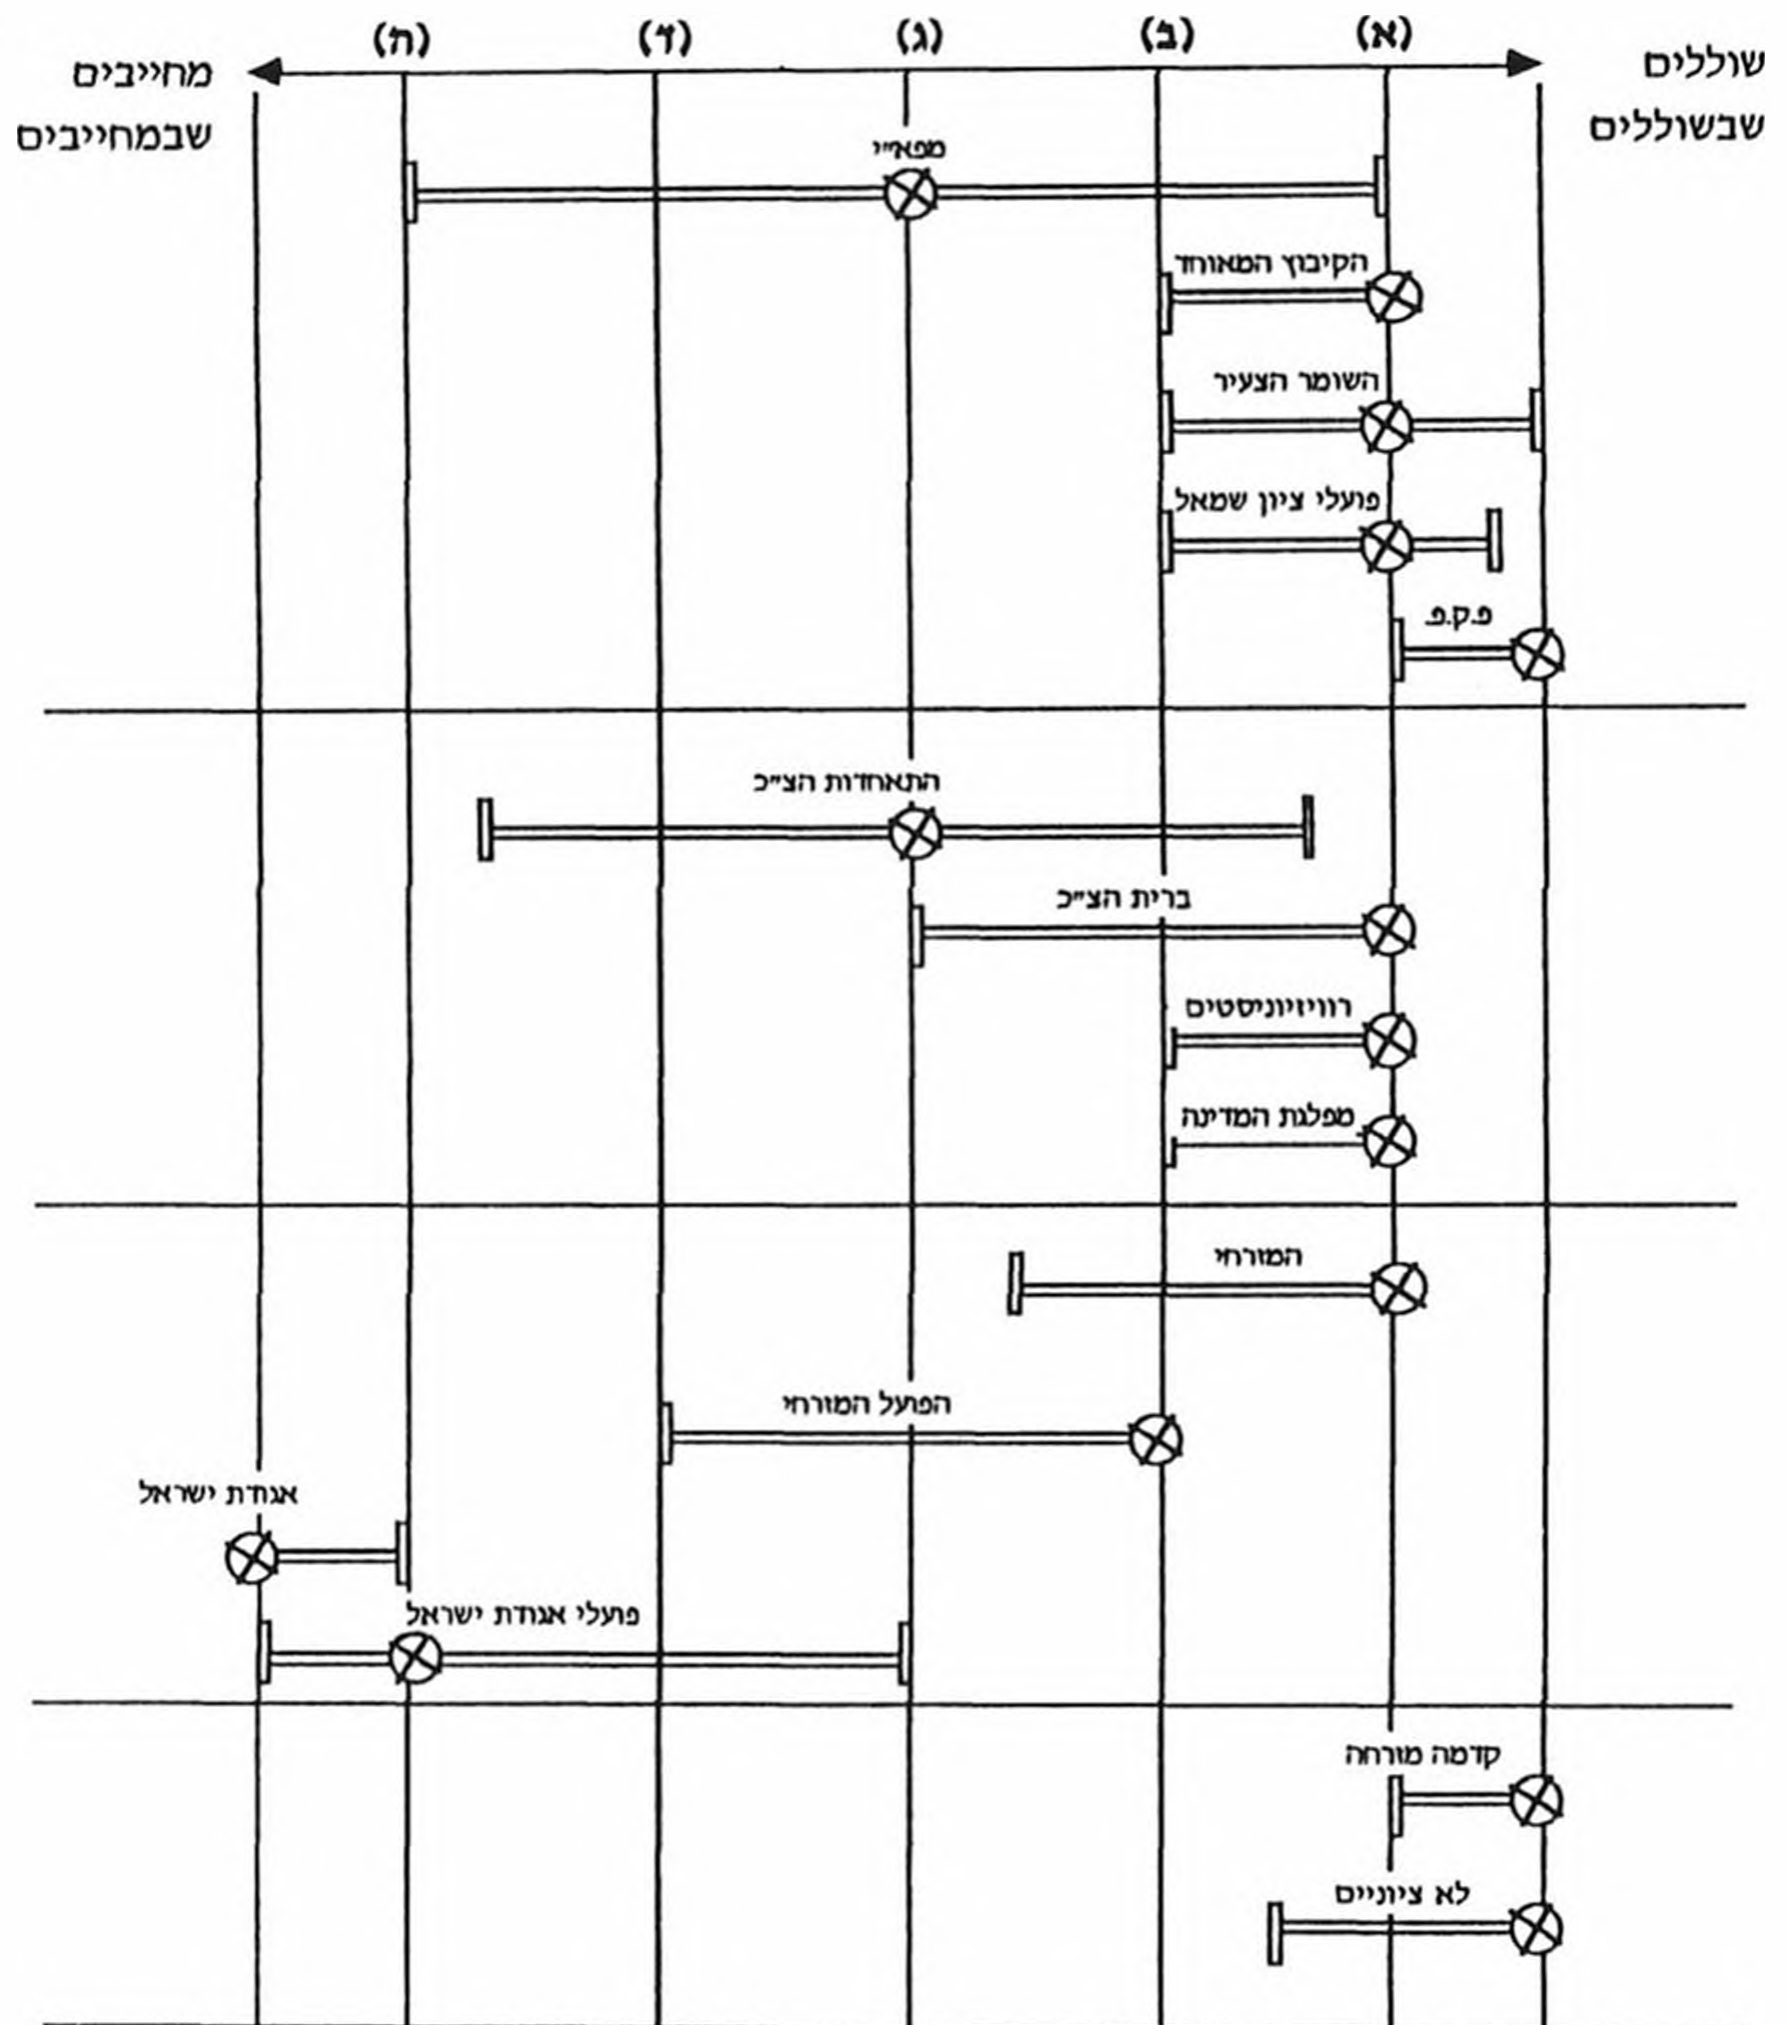 (א) (ב) (ג) (ד) (ה)
שוללים
שבשוללים
מחייבים
שבמחייבים
מפא״י
הקיבוץ המאוחד
השומר הצעיר
פועלי ציון שמאל
פ.ק.פ.
התאחדות הצ״כ
ברית הצ״כ
רוויזיוניסטים
מפלגת המדינה
המזרחי
הפועל המזרחי
אגודת ישראל
פועלי אגודת ישראל
קדמה מזרחה
לא ציוניים